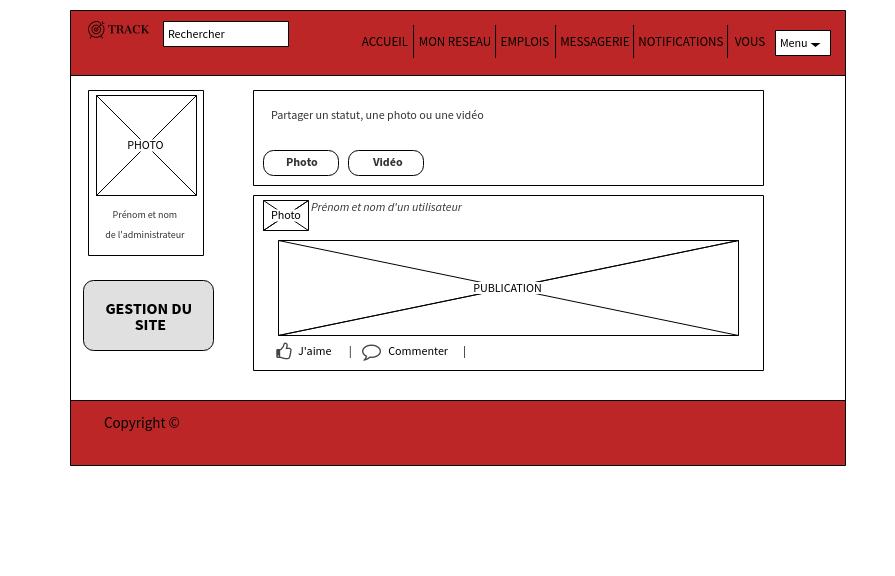 TRACK
Rechercher
ACCUEIL
MON RESEAU
EMPLOIS
MESSAGERIE
NOTIFICATIONS
VOUS
Menu
PHOTO
Prénom et nom
de l'administrateur
GESTION DU
SITE
Partager un statut, une photo ou une vidéo
Photo
Vidéo
Photo
Prénom et nom d'un utilisateur
PUBLICATION
J'aime | Commenter |
Copyright ©